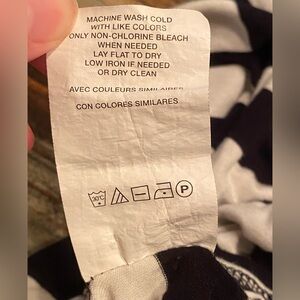 MACHINE WASH COLD
WITH LIKE COLORS
ONLY NON-CHLORINE BLEACH
WHEN NEEDED
LAY FLAT TO DRY
LOW IRON IF NEEDED
OR DRY CLEAN
AVEC COULEURS SIMILAIRES
CON COLORES SIMILARES
30°C P